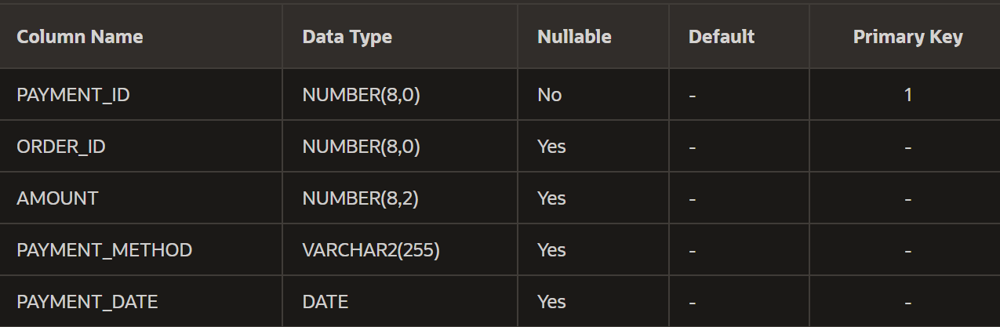 Column Name Data Type Nullable Default Primary Key
PAYMENT_ID NUMBER(8,0) No - 1
ORDER_ID NUMBER(8,0) Yes - -
AMOUNT NUMBER(8,2) Yes - -
PAYMENT_METHOD VARCHAR2(255) Yes - -
PAYMENT_DATE DATE Yes - -